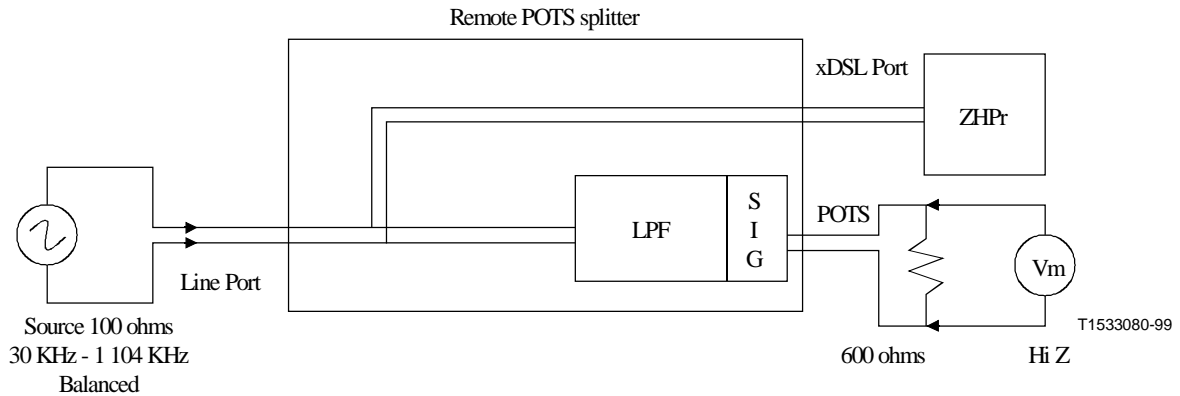 Remote POTS splitter
xDSL Port
ZHPr
LPF
S
I
G
POTS
Vm
Line Port
Source 100 ohms
30 KHz - 1 104 KHz
Balanced
600 ohms
Hi Z
T1533080-99